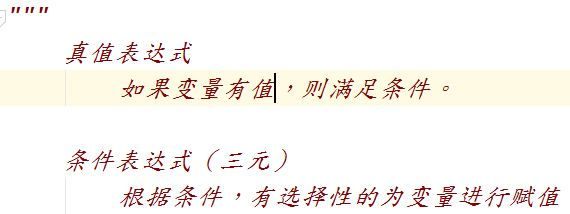 """
真值表达式
如果变量有值，则满足条件。
条件表达式（三元）
根据条件，有选择性的为变量进行赋值